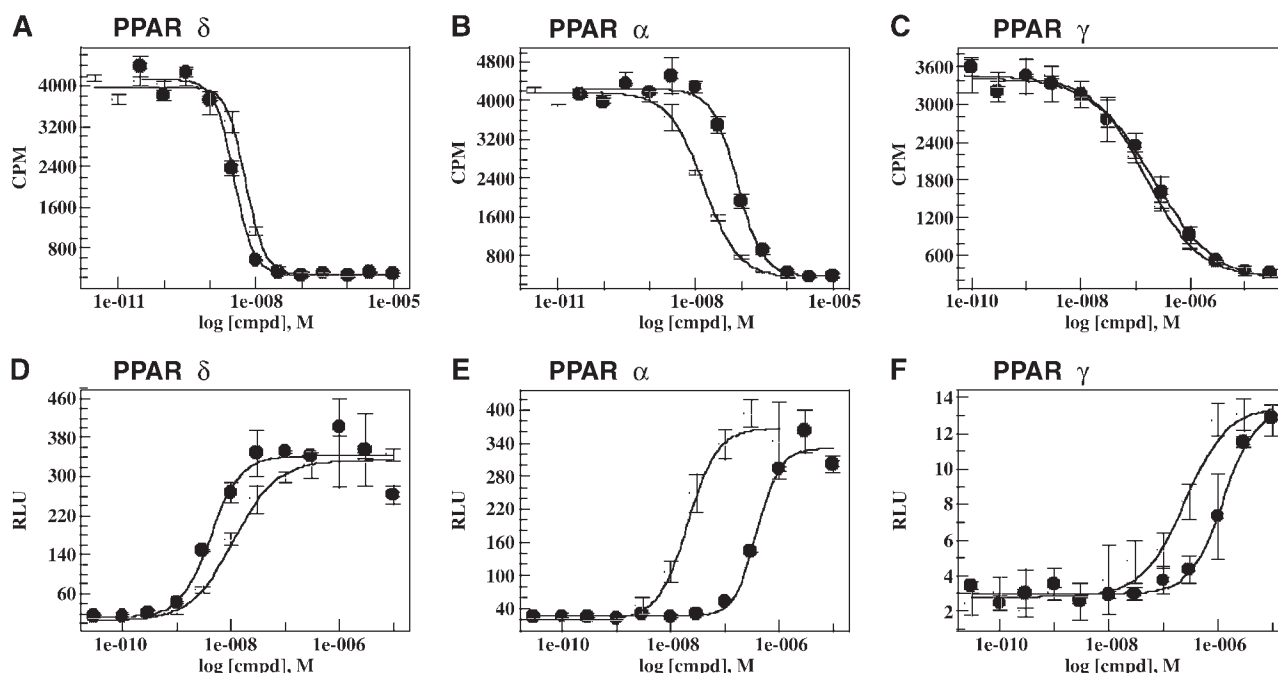 A PPAR δ
4000
3200
2400
1600
800
CPM
1e-011 1e-008 1e-005
log [cmpd], M
B PPAR α
4800
4000
3200
2400
1600
800
CPM
1e-011 1e-008 1e-005
log [cmpd], M
C PPAR γ
3600
3000
2400
1800
1200
600
CPM
1e-010 1e-008 1e-006
log [cmpd], M
D PPAR δ
460
380
300
220
140
60
RLU
1e-010 1e-008 1e-006
log [cmpd], M
E PPAR α
400
340
280
220
160
100
40
RLU
1e-010 1e-008 1e-006
log [cmpd], M
F PPAR γ
14
12
10
8
6
4
2
RLU
1e-010 1e-008 1e-006
log [cmpd], M